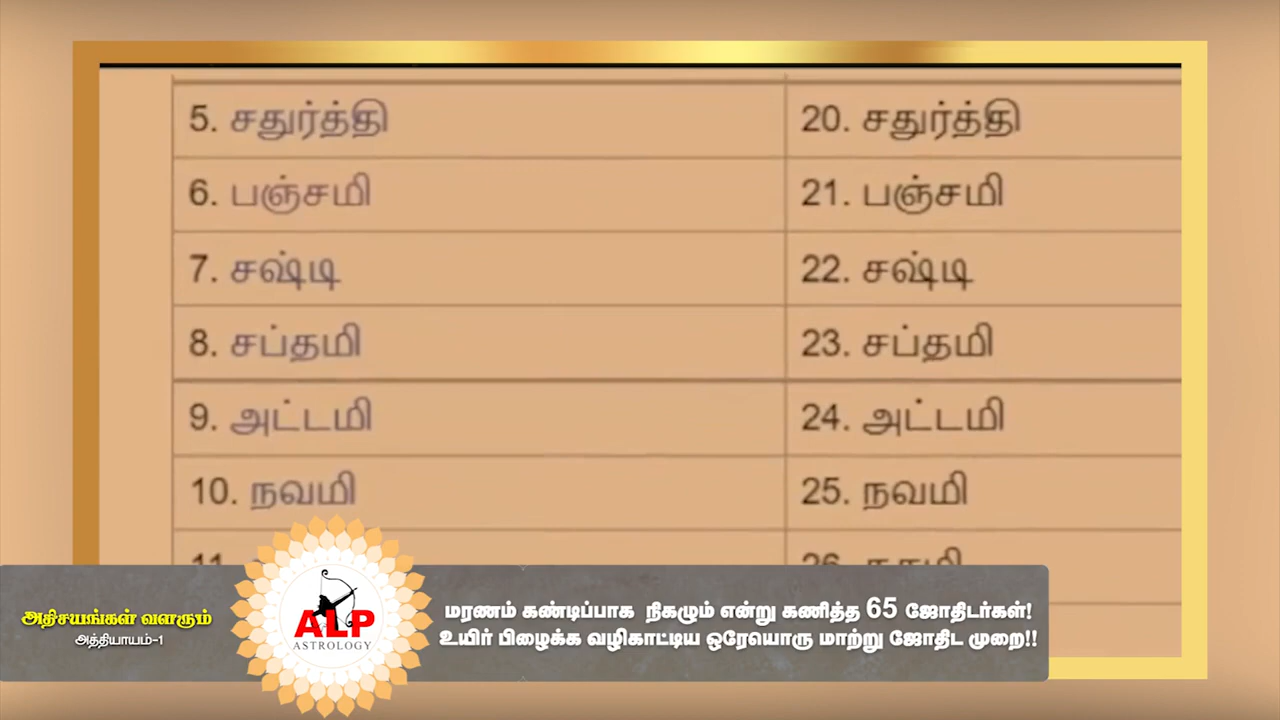 5. சதுர்த்தி 20. சதுர்த்தி
6. பஞ்சமி 21. பஞ்சமி
7. சஷ்டி 22. சஷ்டி
8. சப்தமி 23. சப்தமி
9. அட்டமி 24. அட்டமி
10. நவமி 25. நவமி
அதிசயங்கள் வளரும்
அத்தியாயம்-1
ALP
ASTROLOGY
மரணம் கண்டிப்பாக நிகழும் என்று கணித்த 65 ஜோதிடர்கள்!
உயிர் பிழைக்க வழிகாட்டிய ஒரேயொரு மாற்று ஜோதிட முறை!!